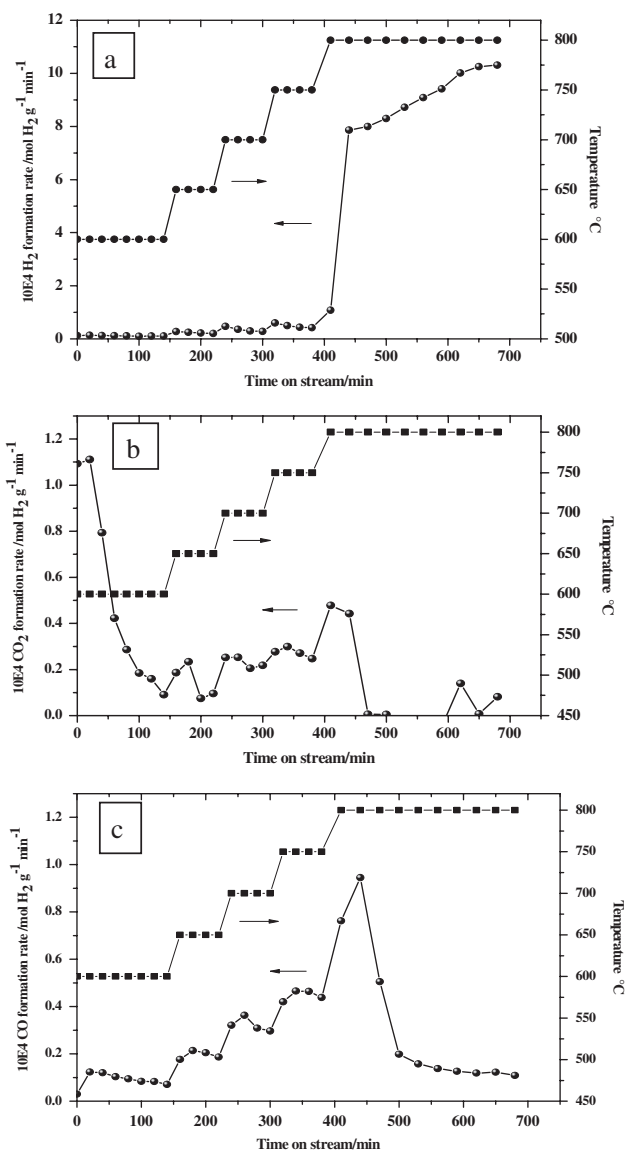 a
12
10
8
6
4
2
0
800
750
700
650
600
550
500
0 100 200 300 400 500 600 700
10E4 H₂ formation rate /mol H₂ g⁻¹ min⁻¹
Temperature °C
Time on stream/min
b
1.2
1.0
0.8
0.6
0.4
0.2
0.0
800
750
700
650
600
550
500
450
0 100 200 300 400 500 600 700
10E4 CO₂ formation rate /mol H₂ g⁻¹ min⁻¹
Temperature °C
Time on stream/min
c
1.2
1.0
0.8
0.6
0.4
0.2
0.0
800
750
700
650
600
550
500
450
0 100 200 300 400 500 600 700
10E4 CO formation rate /mol H₂ g⁻¹ min⁻¹
Temperature °C
Time on stream/min